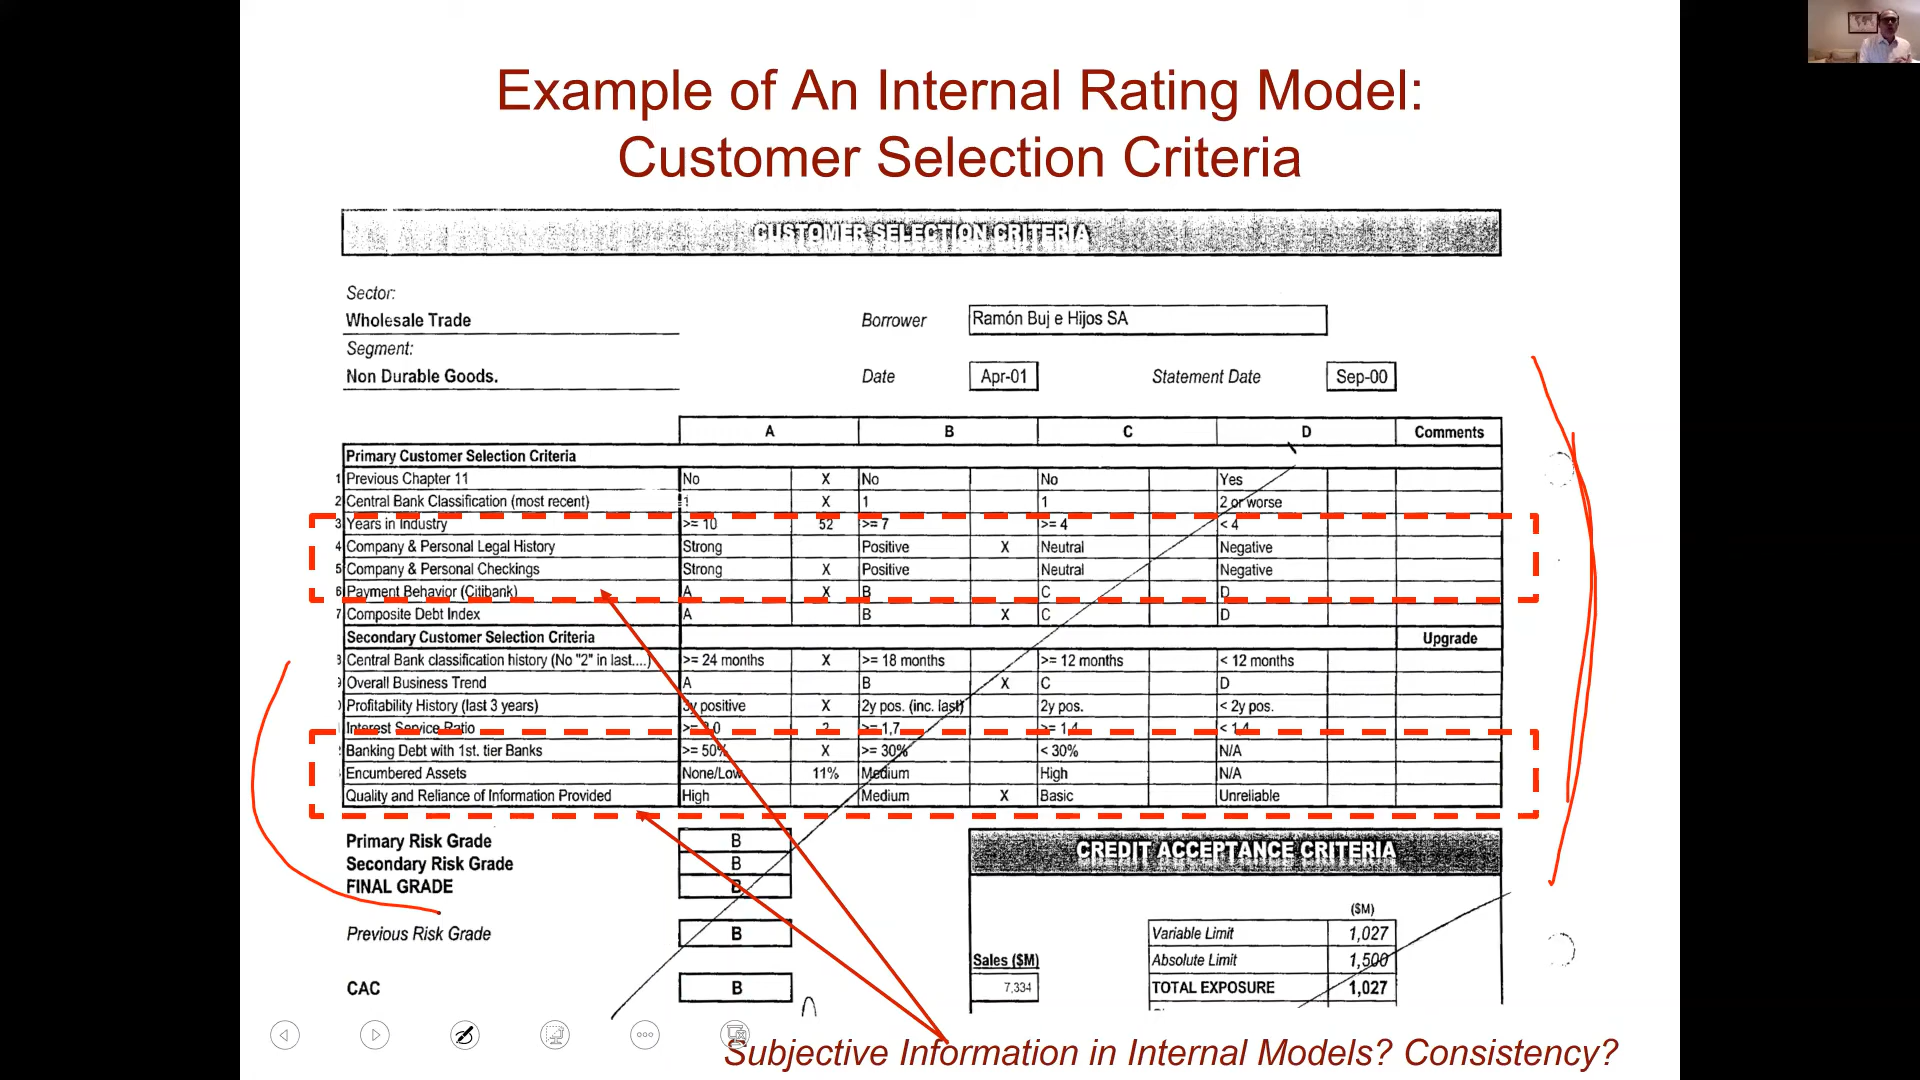 Example of An Internal Rating Model:
Customer Selection Criteria
CUSTOMER SELECTION CRITERIA
Sector:
Wholesale Trade
Borrower Ramón Buj e Hijos SA
Segment:
Non Durable Goods.
Date Apr-01 Statement Date Sep-00
A B C D Comments
Primary Customer Selection Criteria
1 Previous Chapter 11 No X No No Yes
2 Central Bank Classification (most recent) 1 X 1 1 2 or worse
3 Years in Industry >= 10 52 >= 7 >= 4 < 4
4 Company & Personal Legal History Strong Positive X Neutral Negative
5 Company & Personal Checkings Strong X Positive Neutral Negative
6 Payment Behavior (Citibank) A X B C D
7 Composite Debt Index A B X C D
Secondary Customer Selection Criteria Upgrade
Central Bank classification history (No "2" in last....) >= 24 months X >= 18 months >= 12 months < 12 months
Overall Business Trend A B X C D
Profitability History (last 3 years) 3y positive X 2y pos. (inc. last) 2y pos. < 2y pos.
Interest Service Ratio >= 2,0 2 >= 1,7 >= 1,4 < 1,4
Banking Debt with 1st. tier Banks >= 50% X >= 30% < 30% N/A
Encumbered Assets None/Low 11% Medium High N/A
Quality and Reliance of Information Provided High Medium X Basic Unreliable
Primary Risk Grade B
Secondary Risk Grade B
FINAL GRADE B
Previous Risk Grade B
CAC B
CREDIT ACCEPTANCE CRITERIA
($M)
Variable Limit 1,027
Sales ($M) Absolute Limit 1,500
7,334 TOTAL EXPOSURE 1,027
Subjective Information in Internal Models? Consistency?